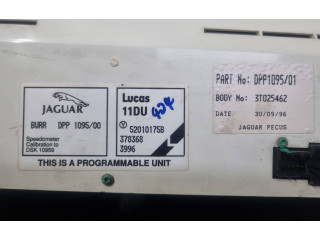 JAGUAR
BURR DPP 1095/00
Speedometer
Calibration to
DSK 10959
Lucas
11DU
404
52010175B
378368
3996
THIS IS A PROGRAMMABLE UNIT
PART No: DPP1095/01
BODY No: 3T025462
DATE: 30/09/96
JAGUAR PECUS